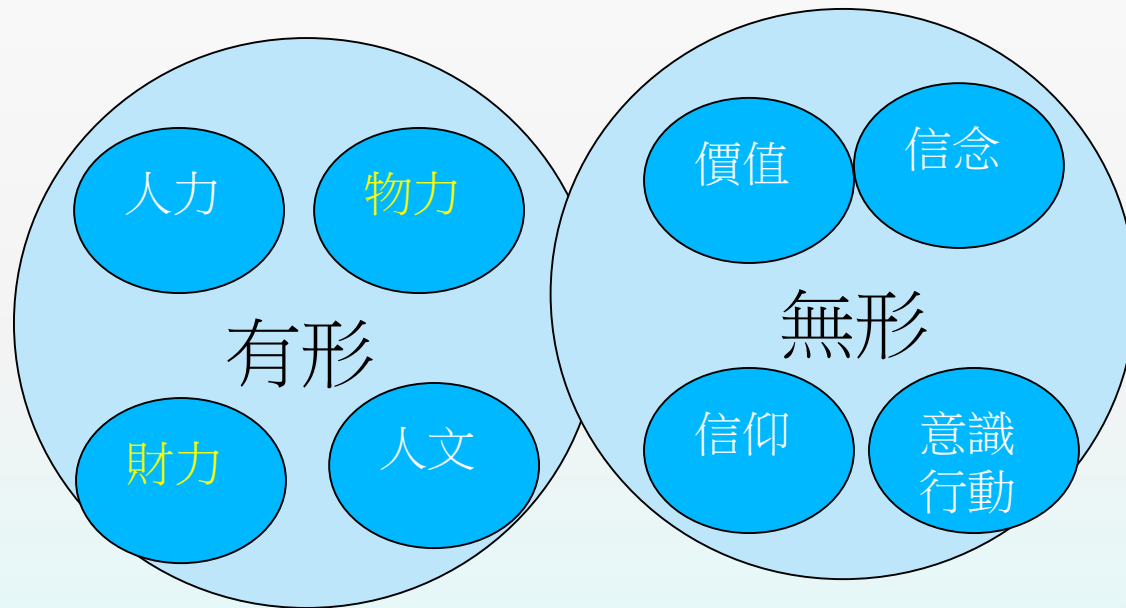 人力
物力
有形
財力
人文
價值
信念
無形
信仰
意識
行動